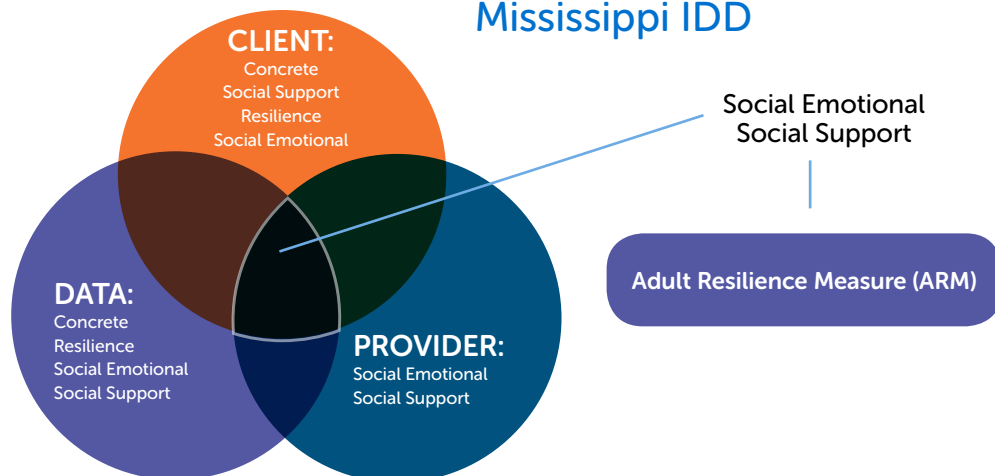 Mississippi IDD
CLIENT:
Concrete
Social Support
Resilience
Social Emotional
Social Emotional
Social Support
Adult Resilience Measure (ARM)
DATA:
Concrete
Resilience
Social Emotional
Social Support
PROVIDER:
Social Emotional
Social Support